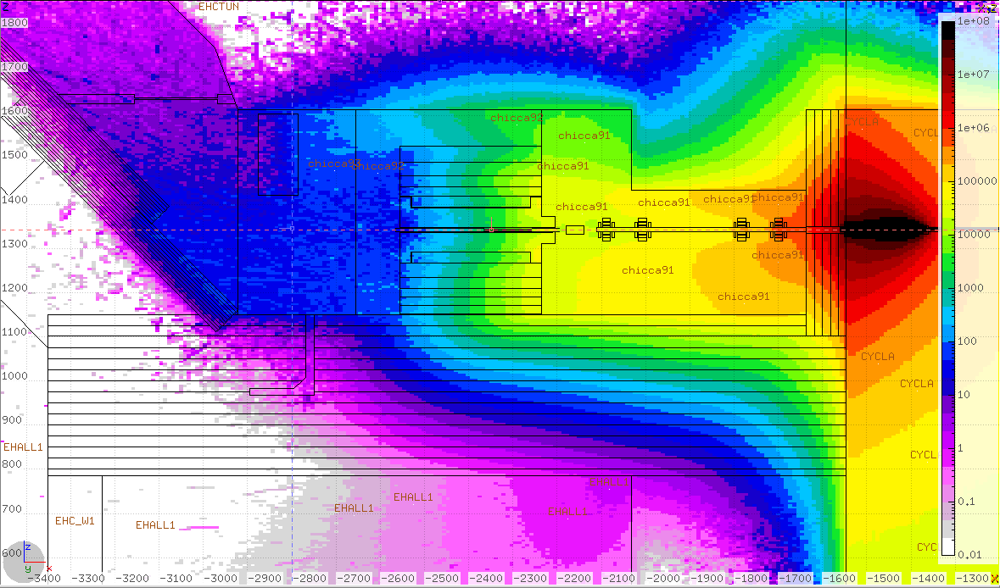 Z
EHCTUN
x,z
1e+08
1800
1e+07
1700
1e+06
1600
chicca92
CYCLA
CYCL
chicca91
1500
chicca93
chicca92
chicca91
100000
1400
chicca91
chicca91
chicca91
chicca91
10000
1300
chicca91
chicca91
1200
chicca91
1000
1100
100
CYCLA
1000
CYCLA
10
900
EHALL1
CYCL
1
800
EHALL1
EHALL1
0.1
700
EHALL1
EHALL1
EHC_W1
EHALL1
CYC
z
600
y
x
0.01
-3400 -3300 -3200 -3100 -3000 -2900 -2800 -2700 -2600 -2500 -2400 -2300 -2200 -2100 -2000 -1900 -1800 -1700 -1600 -1500 -1400 -1300 X